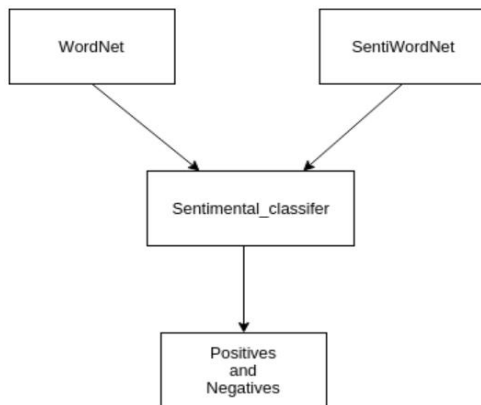 WordNet
SentiWordNet
Sentimental_classifer
Positives
and
Negatives